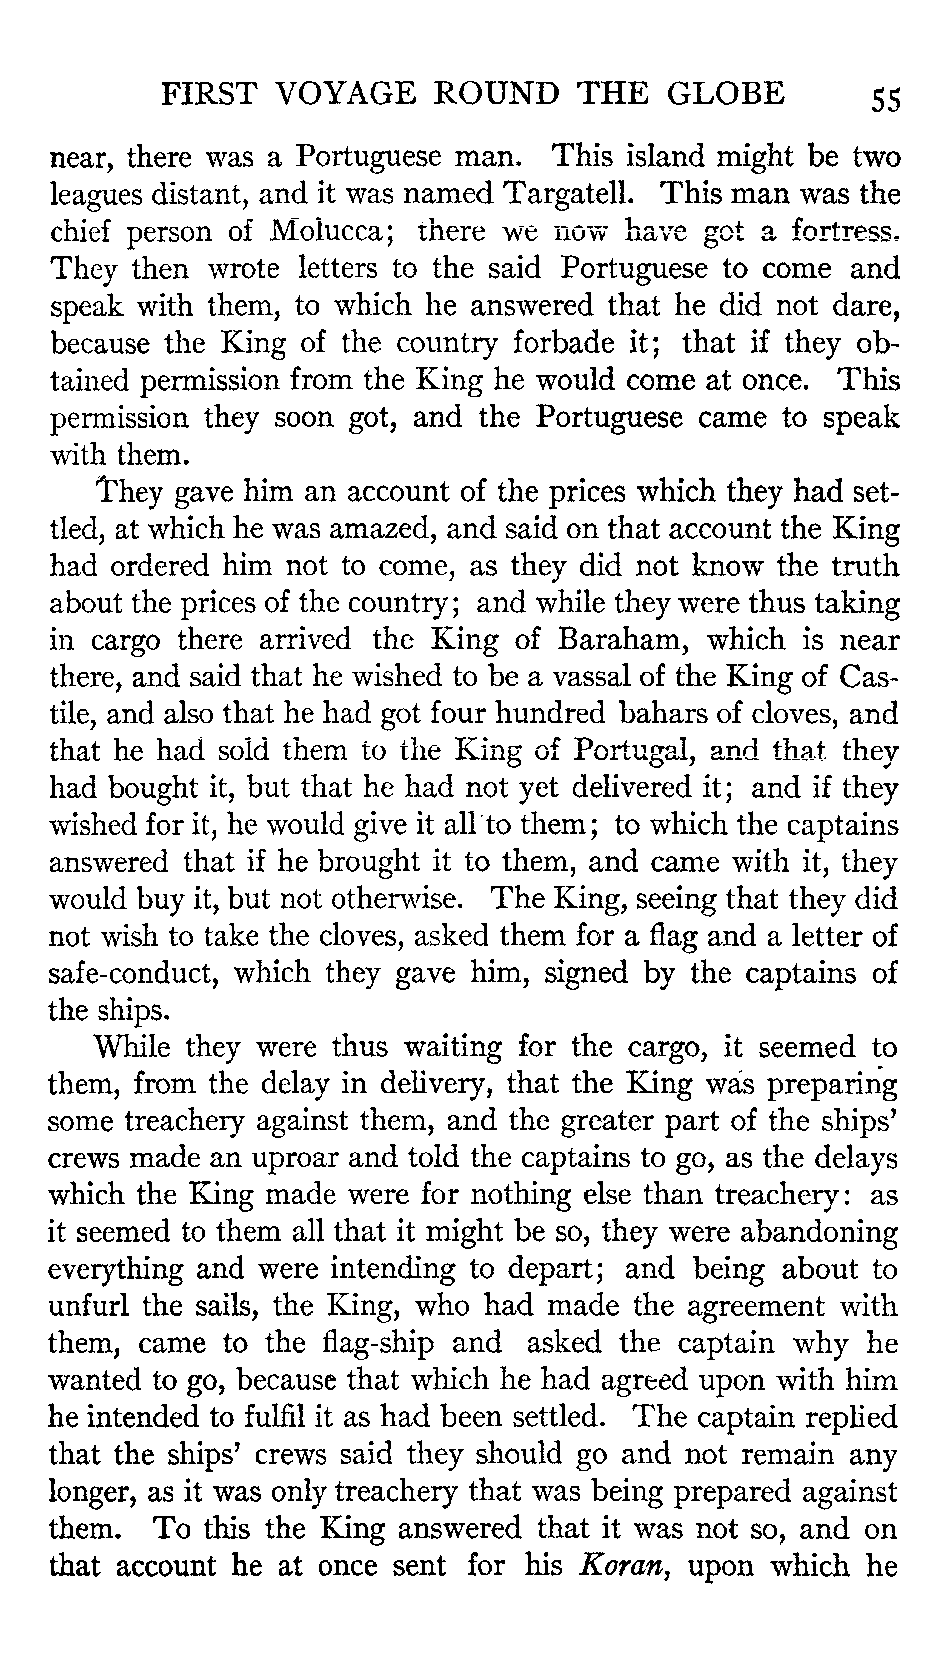 FIRST VOYAGE ROUND THE GLOBE 55
near, there was a Portuguese man. This island might be two
leagues distant, and it was named Targatell. This man was the
chief person of Molucca; there we now have got a fortress.
They then wrote letters to the said Portuguese to come and
speak with them, to which he answered that he did not dare,
because the King of the country forbade it; that if they ob-
tained permission from the King he would come at once. This
permission they soon got, and the Portuguese came to speak
with them.
They gave him an account of the prices which they had set-
tled, at which he was amazed, and said on that account the King
had ordered him not to come, as they did not know the truth
about the prices of the country; and while they were thus taking
in cargo there arrived the King of Baraham, which is near
there, and said that he wished to be a vassal of the King of Cas-
tile, and also that he had got four hundred bahars of cloves, and
that he had sold them to the King of Portugal, and that they
had bought it, but that he had not yet delivered it; and if they
wished for it, he would give it all to them; to which the captains
answered that if he brought it to them, and came with it, they
would buy it, but not otherwise. The King, seeing that they did
not wish to take the cloves, asked them for a flag and a letter of
safe-conduct, which they gave him, signed by the captains of
the ships.
While they were thus waiting for the cargo, it seemed to
them, from the delay in delivery, that the King was preparing
some treachery against them, and the greater part of the ships'
crews made an uproar and told the captains to go, as the delays
which the King made were for nothing else than treachery: as
it seemed to them all that it might be so, they were abandoning
everything and were intending to depart; and being about to
unfurl the sails, the King, who had made the agreement with
them, came to the flag-ship and asked the captain why he
wanted to go, because that which he had agreed upon with him
he intended to fulfil it as had been settled. The captain replied
that the ships' crews said they should go and not remain any
longer, as it was only treachery that was being prepared against
them. To this the King answered that it was not so, and on
that account he at once sent for his Koran, upon which he